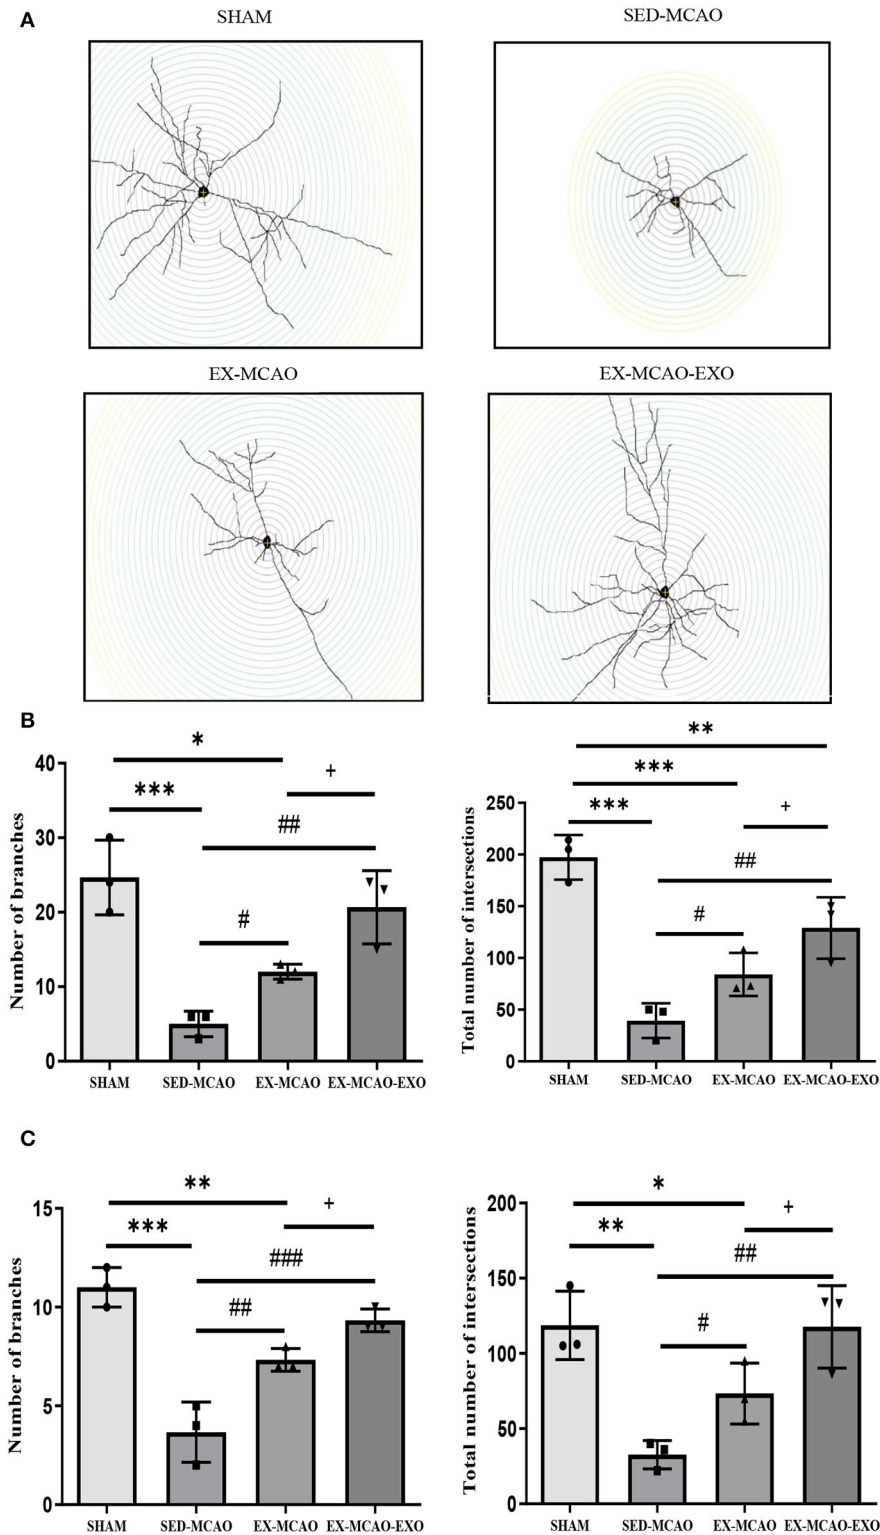 A
SHAM
SED-MCAO
EX-MCAO
EX-MCAO-EXO
B
Number of branches
40
30
20
10
0
*
***
+
##
#
SHAM
SED-MCAO
EX-MCAO
EX-MCAO-EXO
Total number of intersections
250
200
150
100
50
0
**
***
***
+
##
#
SHAM
SED-MCAO
EX-MCAO
EX-MCAO-EXO
C
Number of branches
15
10
5
0
**
***
+
###
##
SHAM
SED-MCAO
EX-MCAO
EX-MCAO-EXO
Total number of intersections
200
150
100
50
0
*
**
+
##
#
SHAM
SED-MCAO
EX-MCAO
EX-MCAO-EXO